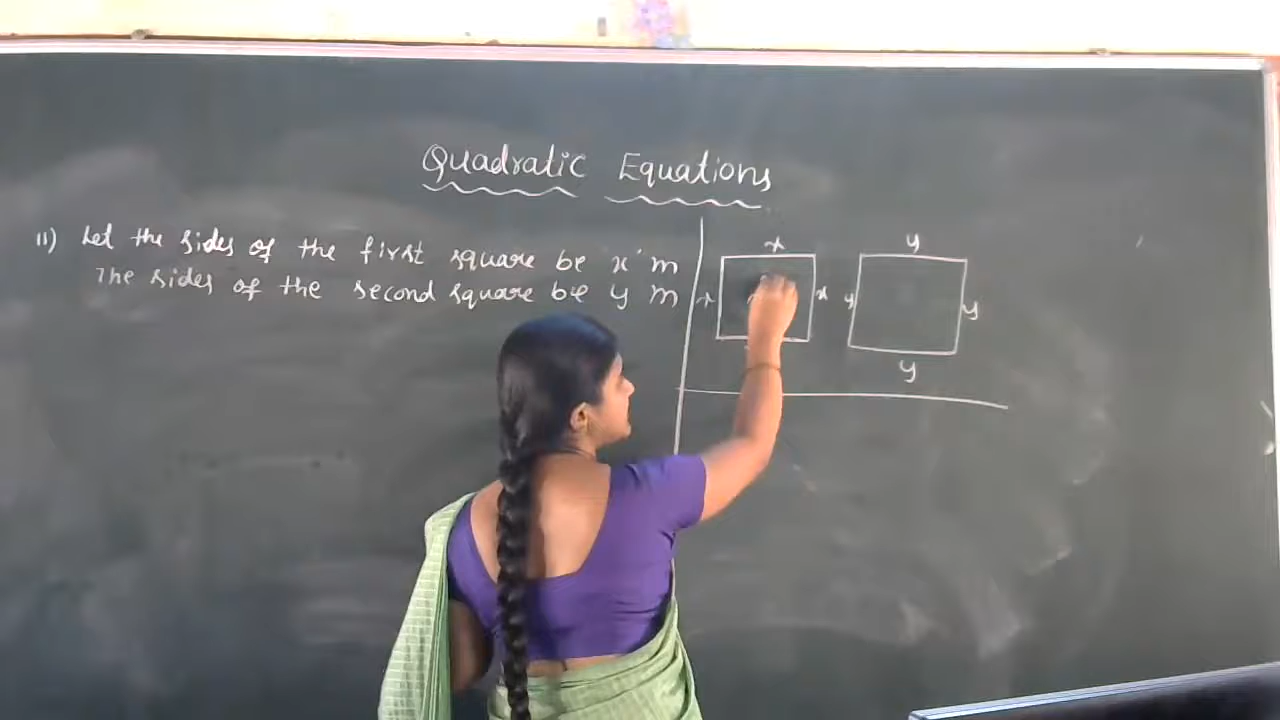 Quadratic Equations
11) Let the sides of the first square be x m
The sides of the second square be y m
x
x
x
y
y
y
y